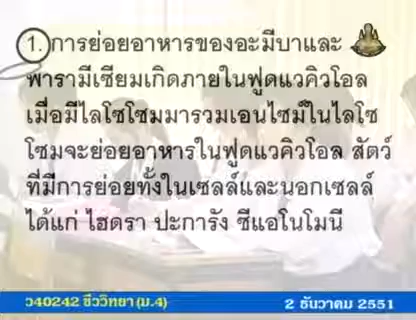 1. การย่อยอาหารของอะมีบาและ
พารามีเซียมเกิดภายในฟูดแวคิวโอล
เมื่อมีไลโซโซมมารวมเอนไซม์ในไลโซ
โซมจะย่อยอาหารในฟูดแวคิวโอล สัตว์
ที่มีการย่อยทั้งในเซลล์และนอกเซลล์
ได้แก่ ไฮดรา ปะการัง ซีแอโนโมนี
ว40242 ชีววิทยา (ม.4)
2 ธันวาคม 2551